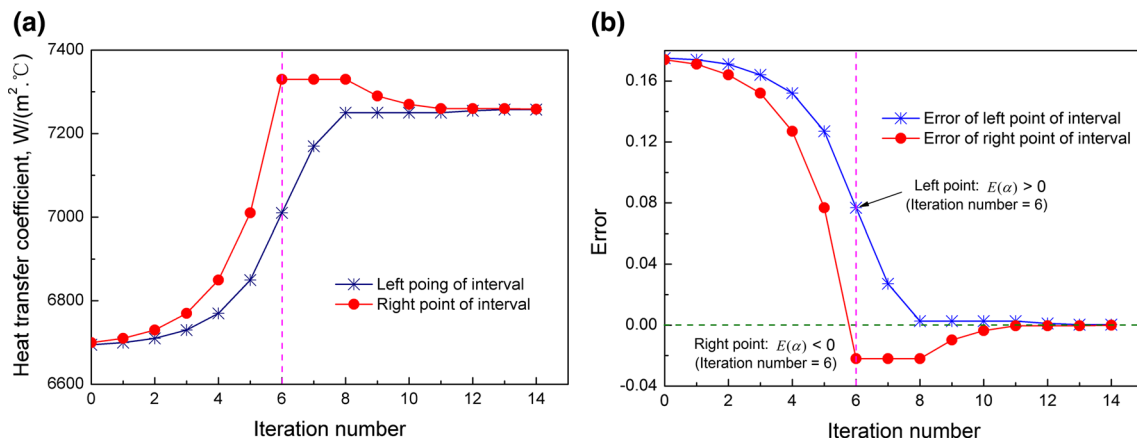 (a)
7400
7200
7000
6800
6600
Heat transfer coefficient, W/(m². ℃)
Left poing of interval
Right point of interval
0 2 4 6 8 10 12 14
Iteration number
(b)
0.16
0.12
0.08
0.04
0.00
-0.04
Error
Error of left point of interval
Error of right point of interval
Left point: E(α) > 0
(Iteration number = 6)
Right point: E(α) < 0
(Iteration number = 6)
0 2 4 6 8 10 12 14
Iteration number